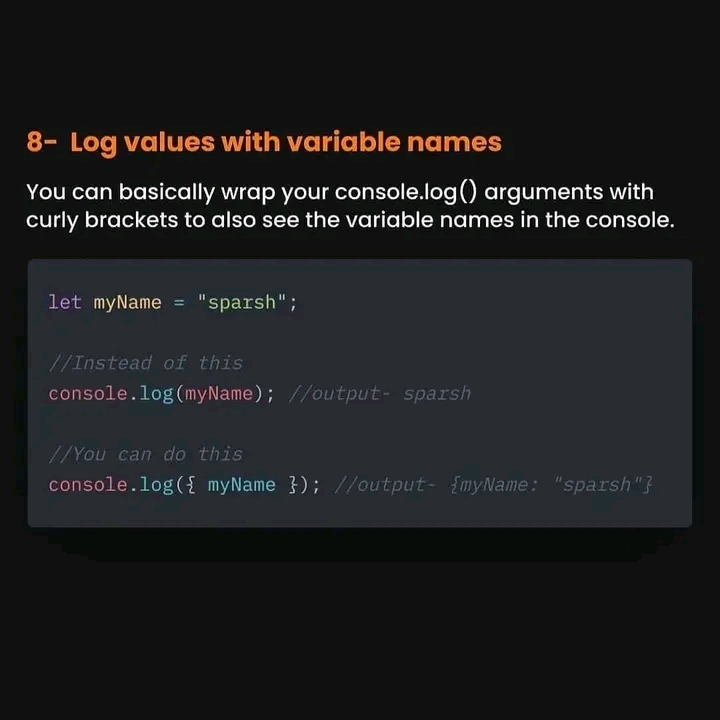 8- Log values with variable names
You can basically wrap your console.log() arguments with
curly brackets to also see the variable names in the console.
let myName = "sparsh";
//Instead of this
console.log(myName); //output- sparsh
//You can do this
console.log({ myName }); //output- {myName: "sparsh"}